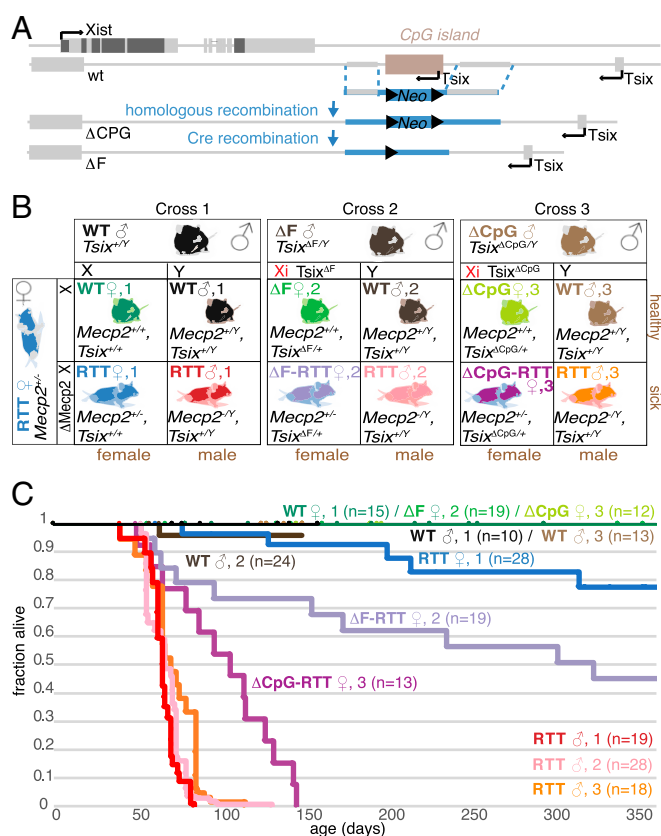 A
Xist
CpG island
wt
Tsix
Tsix
Neo
homologous recombination
Neo
ΔCPG
Tsix
Cre recombination
ΔF
Tsix
B
Cross 1
Cross 2
Cross 3
WT ♂
Tsix+/Y
♂
ΔF ♂
TsixΔF/Y
♂
ΔCpG ♂
TsixΔCpG/Y
♂
X
Y
Xi TsixΔF
Y
Xi TsixΔCpG
Y
RTT ♀
Mecp2+/-
♀
X
WT♀,1
Mecp2+/+,
Tsix+/+
WT♂,1
Mecp2+/Y,
Tsix+/Y
ΔF♀,2
Mecp2+/+,
TsixΔF/+
WT♂,2
Mecp2+/Y,
Tsix+/Y
ΔCpG♀,3
Mecp2+/+,
TsixΔCpG/+
WT♂,3
Mecp2+/Y,
Tsix+/Y
healthy
ΔMecp2 X
RTT♀,1
Mecp2+/-,
Tsix+/+
RTT♂,1
Mecp2-/Y,
Tsix+/Y
ΔF-RTT♀,2
Mecp2+/-,
TsixΔF/+
RTT♂,2
Mecp2-/Y,
Tsix+/Y
ΔCpG-RTT
♀,3
Mecp2+/-,
TsixΔCpG/+
RTT♂,3
Mecp2-/Y,
Tsix+/Y
sick
female
male
female
male
female
male
C
WT ♀, 1 (n=15) / ΔF ♀, 2 (n=19) / ΔCpG ♀, 3 (n=12)
WT ♂, 1 (n=10) / WT ♂, 3 (n=13)
WT ♂, 2 (n=24)
RTT ♀, 1 (n=28)
ΔF-RTT ♀, 2 (n=19)
ΔCpG-RTT ♀, 3 (n=13)
RTT ♂, 1 (n=19)
RTT ♂, 2 (n=28)
RTT ♂, 3 (n=18)
fraction alive
1
0.9
0.8
0.7
0.6
0.5
0.4
0.3
0.2
0.1
0
0
50
100
150
200
250
300
350
age (days)